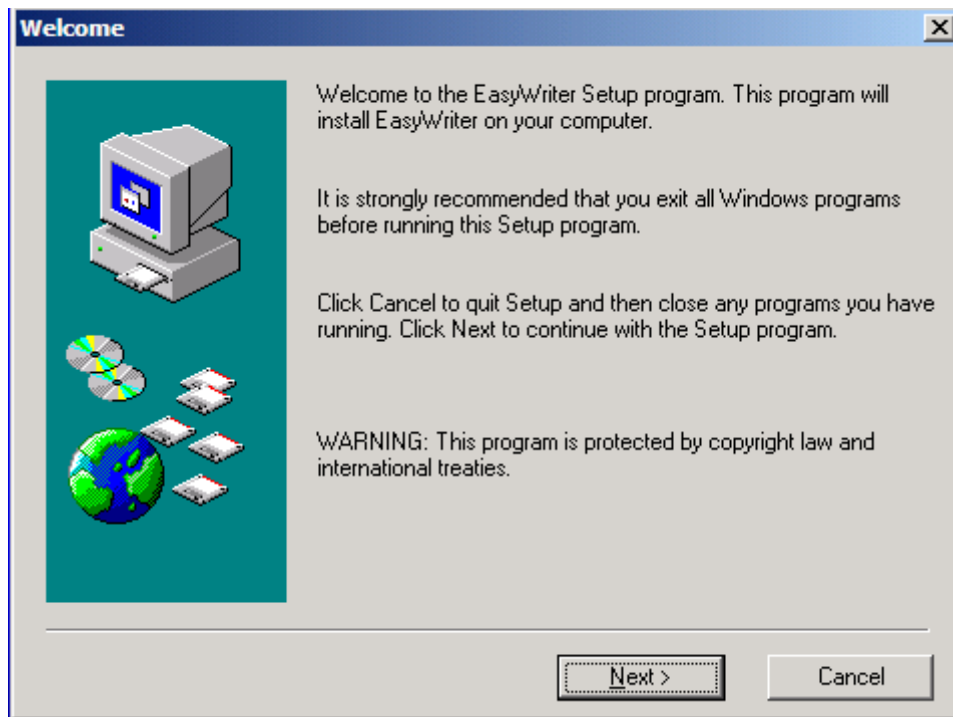 Welcome
Welcome to the EasyWriter Setup program. This program will
install EasyWriter on your computer.
It is strongly recommended that you exit all Windows programs
before running this Setup program.
Click Cancel to quit Setup and then close any programs you have
running. Click Next to continue with the Setup program.
WARNING: This program is protected by copyright law and
international treaties.
Next >
Cancel